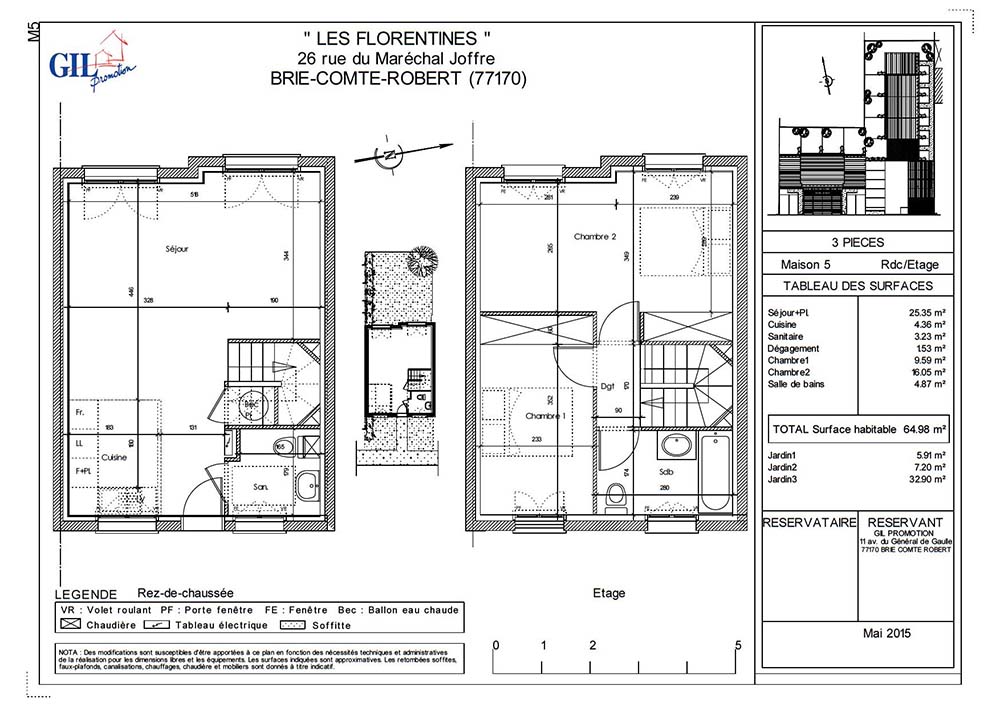 M5
GIL
promotion
" LES FLORENTINES "
26 rue du Maréchal Joffre
BRIE-COMTE-ROBERT (77170)
N
518
Séjour
344
446
328
190
Bec
PL
Fr.
183
131
LL
Cuisine
F+Pl.
165
San.
179
281
239
Chambre 2
265
349
Dgt
170
90
352
Chambre 1
233
174
Sdb
280
3 PIECES
Maison 5 Rdc/Etage
TABLEAU DES SURFACES
Séjour+Pl. 25.35 m²
Cuisine 4.36 m²
Sanitaire 3.23 m²
Dégagement 1.53 m²
Chambre1 9.59 m²
Chambre2 16.05 m²
Salle de bains 4.87 m²
TOTAL Surface habitable 64.98 m²
Jardin1 5.91 m²
Jardin2 7.20 m²
Jardin3 32.90 m²
RESERVATAIRE
RESERVANT
GIL PROMOTION
11 av. du Général de Gaulle
77170 BRIE COMTE ROBERT
Mai 2015
LEGENDE Rez-de-chaussée
Etage
VR : Volet roulant PF : Porte fenêtre FE : Fenêtre Bec : Ballon eau chaude
Chaudière Tableau électrique Soffitte
NOTA : Des modifications sont susceptibles d'être apportées à ce plan en fonction des nécessités techniques et administratives
de la réalisation pour les dimensions libres et les équipements. Les surfaces indiquées sont approximatives. Les retombées soffites,
faux-plafonds, canalisations, chauffages, chaudière et mobiliers sont donnés à titre indicatif.
0 1 2 5